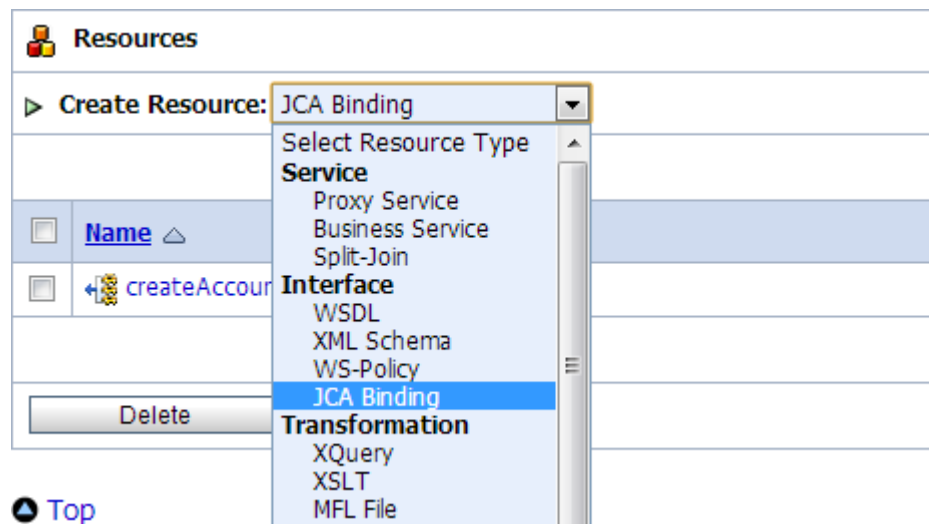 Resources
Create Resource: JCA Binding
Select Resource Type
Service
Proxy Service
Business Service
Split-Join
Name
createAccour
Interface
WSDL
XML Schema
WS-Policy
JCA Binding
Delete
Transformation
XQuery
XSLT
MFL File
Top